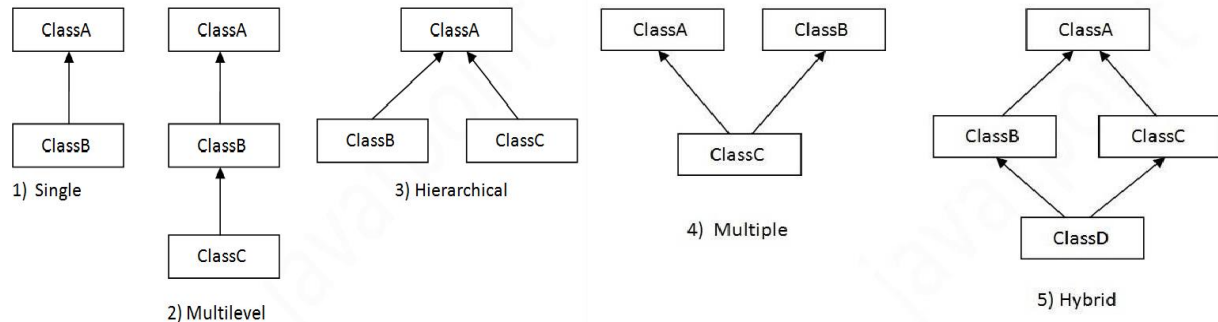 ClassA
ClassB
1) Single
ClassA
ClassB
ClassC
2) Multilevel
ClassA
ClassB
ClassC
3) Hierarchical
ClassA
ClassB
ClassC
4) Multiple
ClassA
ClassB
ClassC
ClassD
5) Hybrid